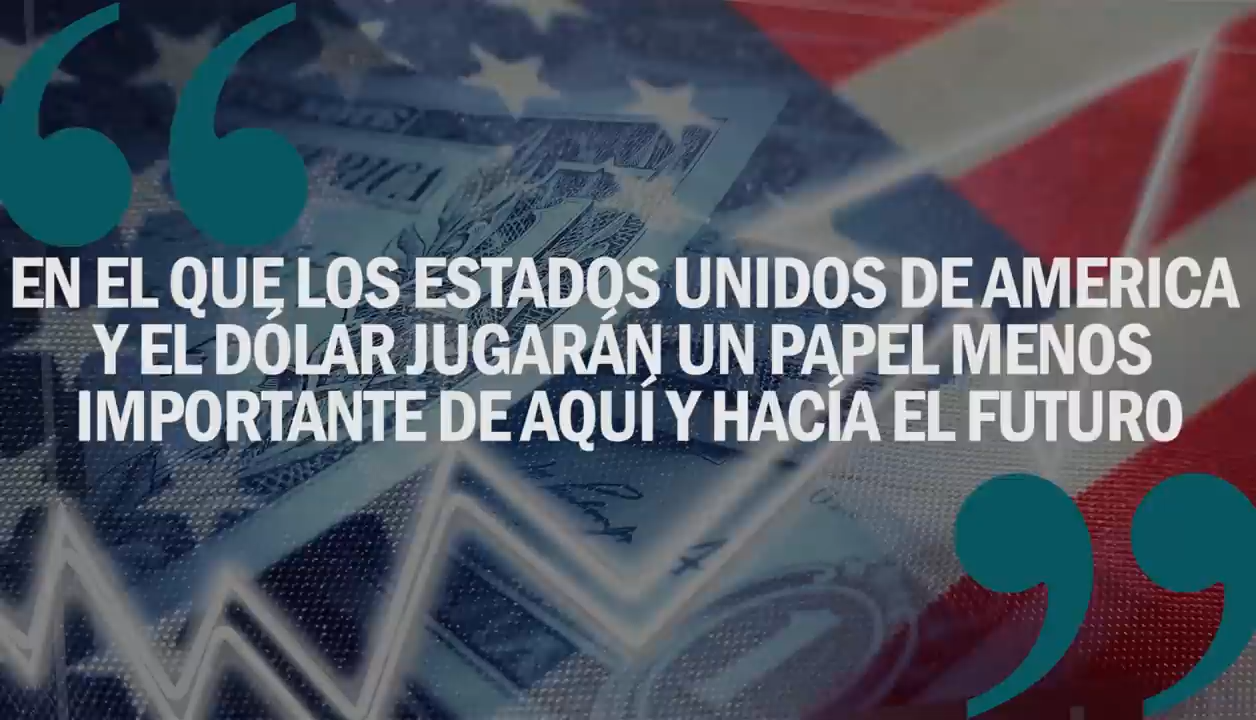 EN EL QUE LOS ESTADOS UNIDOS DE AMERICA
Y EL DÓLAR JUGARÁN UN PAPEL MENOS
IMPORTANTE DE AQUÍ Y HACÍA EL FUTURO